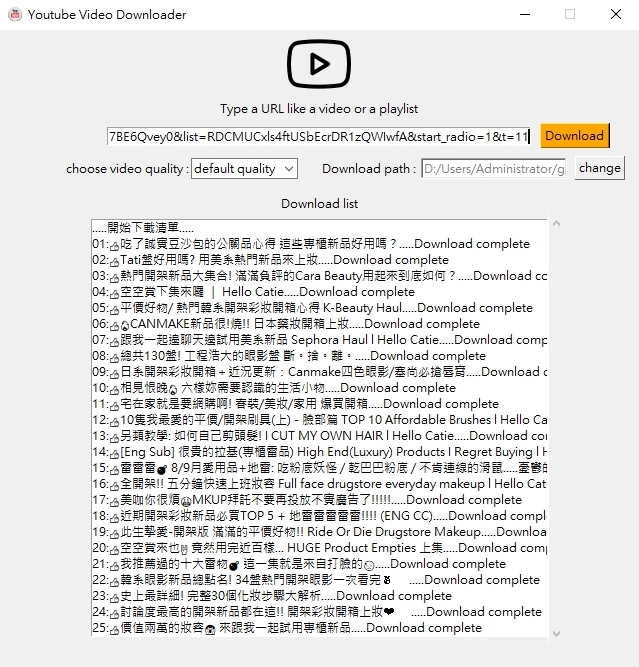 Youtube Video Downloader
Type a URL like a video or a playlist
7BE6Qvey0&list=RDCMUCxls4ftUSbEcrDR1zQWlwfA&start_radio=1&t=11
Download
choose video quality : default quality
Download path : D:/Users/Administrator/g
change
Download list
.....開始下載清單.....
01:👍吃了誠實豆沙包的公關品心得 這些專櫃新品好用嗎？.....Download complete
02:👍Tati盤好用嗎? 用美系熱門新品來上妝.....Download complete
03:👍熱門開架新品大集合! 滿滿負評的Cara Beauty用起來到底如何？.....Download complete
04:👍空空賞下集來囉 ｜ Hello Catie.....Download complete
05:👍平價好物/ 熱門韓系開架彩妝開箱心得 K-Beauty Haul.....Download complete
06:👍🔥CANMAKE新品很!燒!! 日本藥妝開箱上妝.....Download complete
07:👍跟我一起邊聊天邊試用美系新品 Sephora Haul l Hello Catie.....Download complete
08:👍總共130盤! 工程浩大的眼影盤 斷。捨。離。.....Download complete
09:👍日系開架彩妝開箱＋近況更新：Canmake四色眼影/塞尚必搶唇膏.....Download com
10:👍相見恨晚🔥 六樣妳需要認識的生活小物.....Download complete
11:👍宅在家就是要網購啊! 春裝/美妝/家用 爆買開箱.....Download complete
12:👍10隻我最愛的平價/開架刷具(上) - 臉部篇 TOP 10 Affordable Brushes l Hello Ca
13:👍另類教學: 如何自己剪頭髮! I CUT MY OWN HAIR l Hello Catie.....Download comple
14:👍[Eng Sub] 很貴的拉基(專櫃雷品) High End(Luxury) Products l Regret Buying l H
15:👍雷雷雷💣 8/9月愛用品+地雷: 吃粉底妖怪 / 乾巴巴粉底 / 不肯連線的滑鼠.....憂鬱的
16:👍全開架!! 五分鐘快速上班妝容 Full face drugstore everyday makeup l Hello Cat
17:👍美咖你很煩😀MKUP拜託不要再投放不實廣告了!!!!!.....Download complete
18:👍近期開架彩妝新品必買TOP 5 + 地雷雷雷雷雷!!!! (ENG CC).....Download complete
19:👍此生摯愛-開架版 滿滿的平價好物!! Ride Or Die Drugstore Makeup.....Download c
20:👍空空賞來也✌ 竟然用完近百樣... HUGE Product Empties 上集.....Download comple
21:👍我推薦過的十大雷物💣 這一集就是來自打臉的😊.....Download complete
22:👍韓系眼影新品總點名! 34盤熱門開架眼影一次看完 .....Download complete
23:👍史上最詳細! 完整30個化妝步驟大解析.....Download complete
24:👍討論度最高的開架新品都在這!! 開架彩妝開箱上妝❤ .....Download complete
25:👍價值兩萬的妝容😱 來跟我一起試用專櫃新品.....Download complete